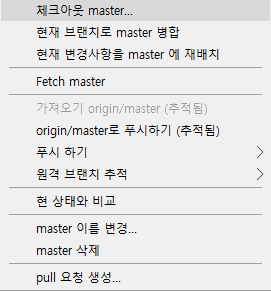 체크아웃 master...
현재 브랜치로 master 병합
현재 변경사항을 master 에 재배치
Fetch master
가져오기 origin/master (추적됨)
origin/master로 푸시하기 (추적됨)
푸시 하기
원격 브랜치 추적
현 상태와 비교
master 이름 변경...
master 삭제
pull 요청 생성...